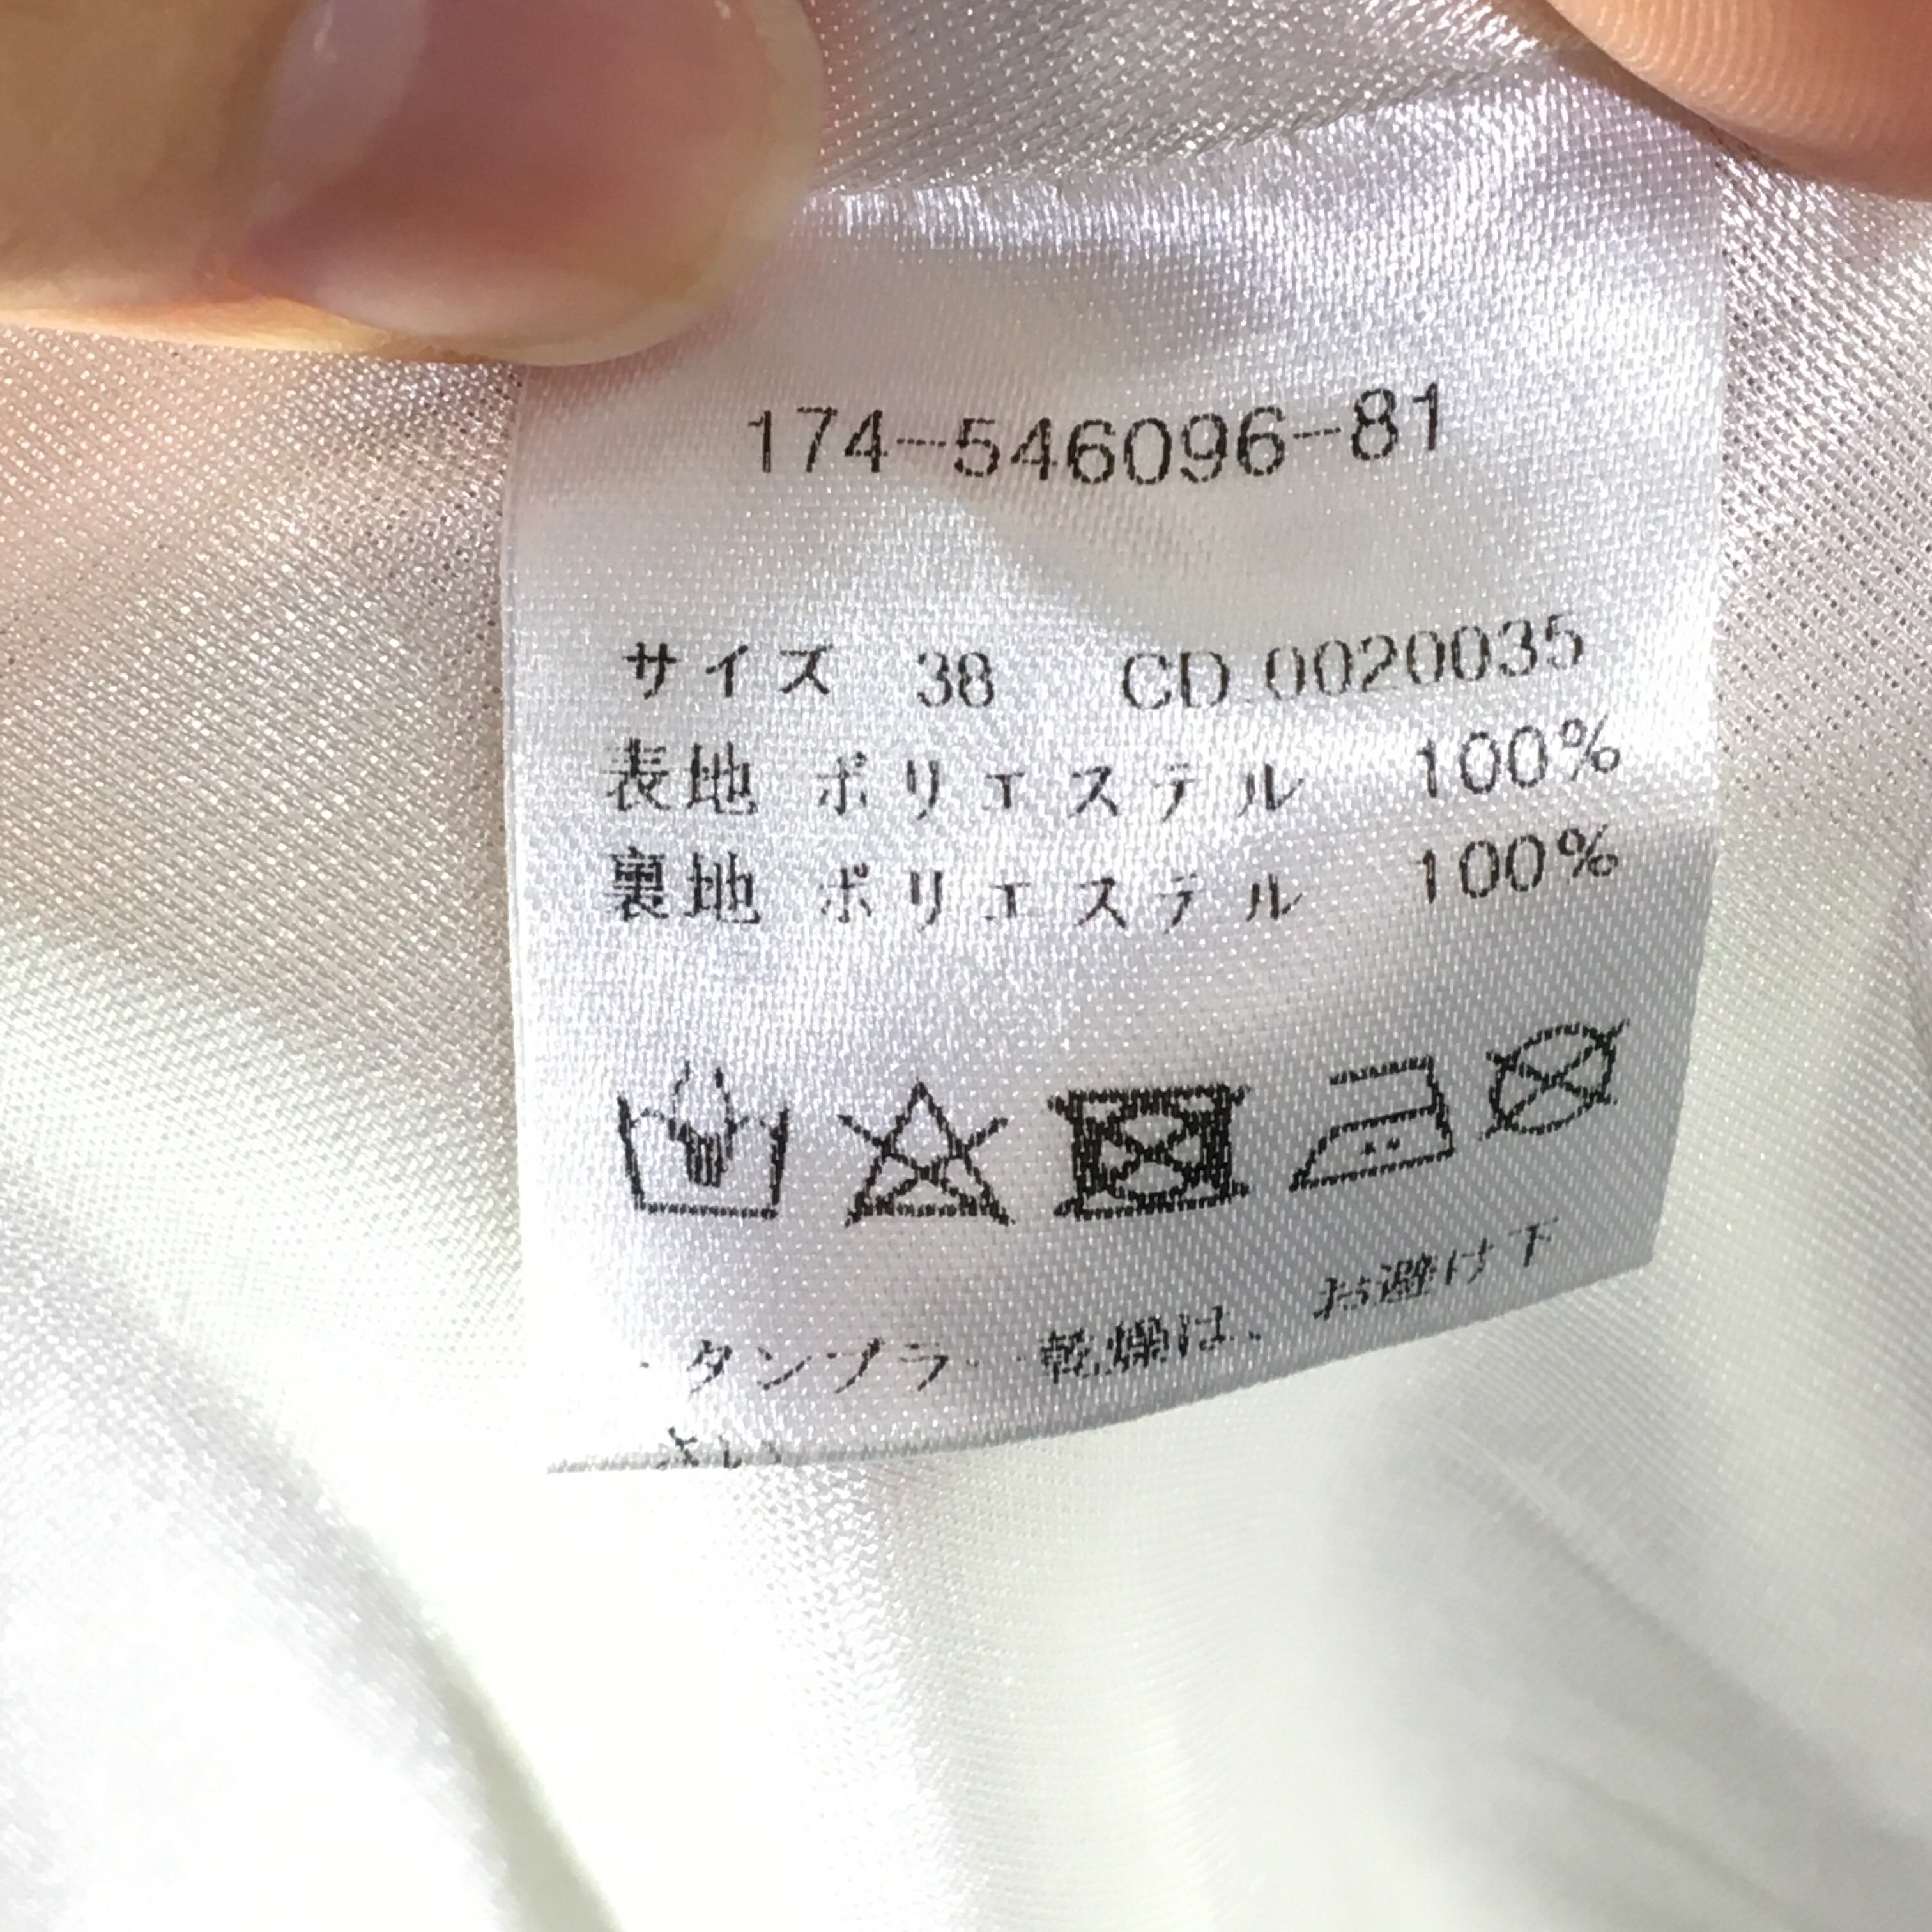 174-546096-81
サイズ 38 CD 0020035
表地 ポリエステル 100%
裏地 ポリエステル 100%
・タンブラー乾燥は、お避け下
さい